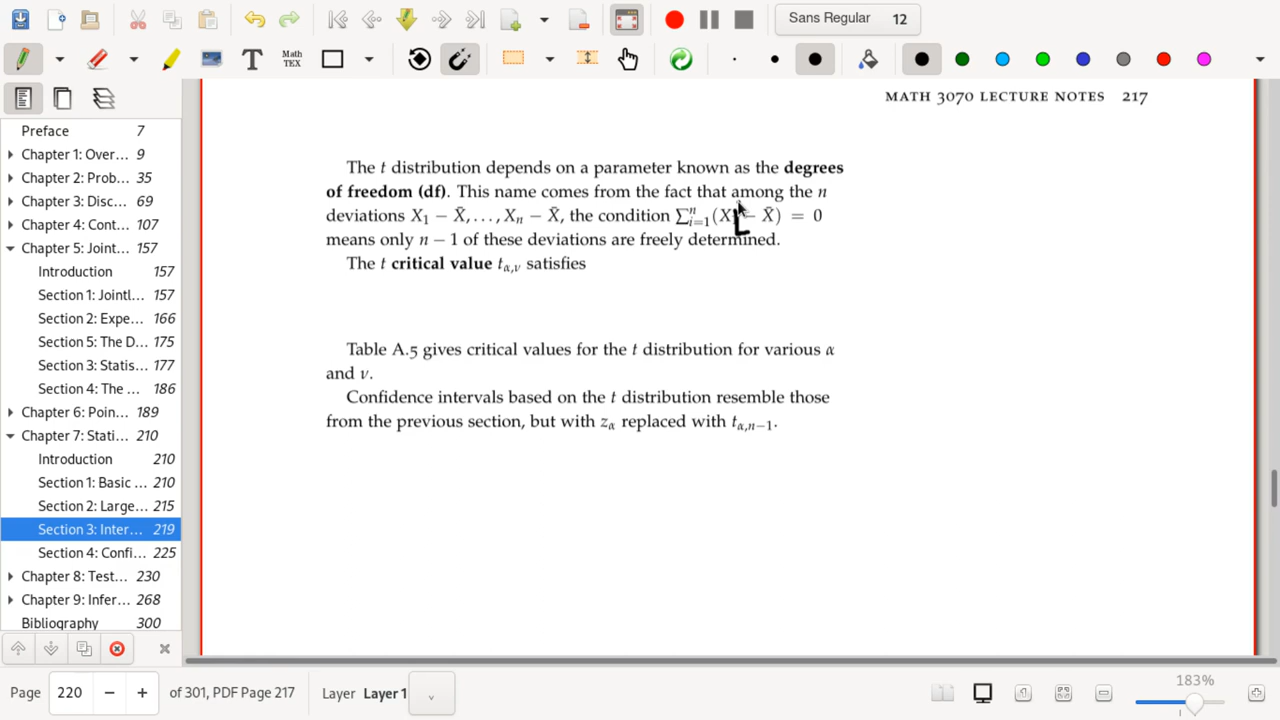 Sans Regular 12
T Math
TEX
MATH 3070 LECTURE NOTES 217
Preface 7
Chapter 1: Over... 9
Chapter 2: Prob... 35
Chapter 3: Disc... 69
Chapter 4: Cont... 107
Chapter 5: Joint... 157
Introduction 157
Section 1: Jointl... 157
Section 2: Expe... 166
Section 5: The D... 175
Section 3: Statis... 177
Section 4: The ... 186
Chapter 6: Poin... 189
Chapter 7: Stati... 210
Introduction 210
Section 1: Basic ... 210
Section 2: Large... 215
Section 3: Inter... 219
Section 4: Confi... 225
Chapter 8: Test... 230
Chapter 9: Infer... 268
Bibliography 300
The t distribution depends on a parameter known as the degrees
of freedom (df). This name comes from the fact that among the n
deviations X₁ − X̄, . . . , Xₙ − X̄, the condition ∑ⁿᵢ₌₁(X − X̄) = 0
means only n − 1 of these deviations are freely determined.
The t critical value t_{α,ν} satisfies
Table A.5 gives critical values for the t distribution for various α
and ν.
Confidence intervals based on the t distribution resemble those
from the previous section, but with z_α replaced with t_{α,n−1}.
Page 220 − + of 301, PDF Page 217 Layer Layer 1 183%